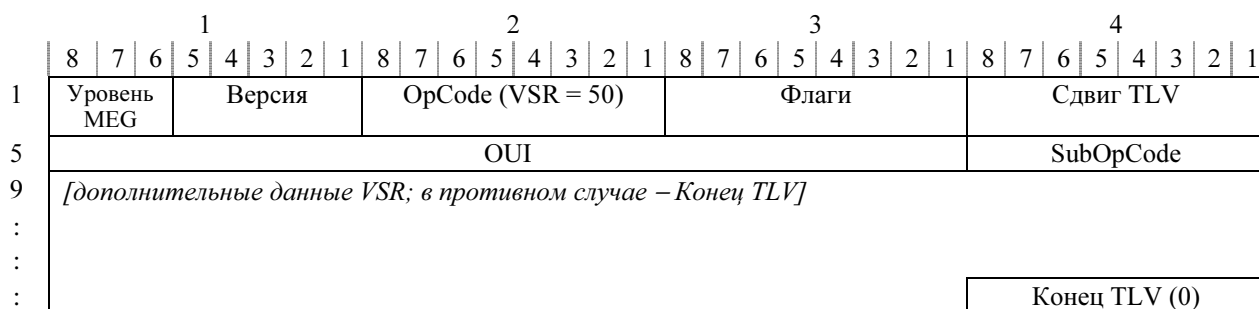 1 2 3 4
8 7 6 5 4 3 2 1 8 7 6 5 4 3 2 1 8 7 6 5 4 3 2 1 8 7 6 5 4 3 2 1
1 Уровень MEG Версия OpCode (VSR = 50) Флаги Сдвиг TLV
5 OUI SubOpCode
9 [дополнительные данные VSR; в противном случае – Конец TLV]
:
:
: Конец TLV (0)